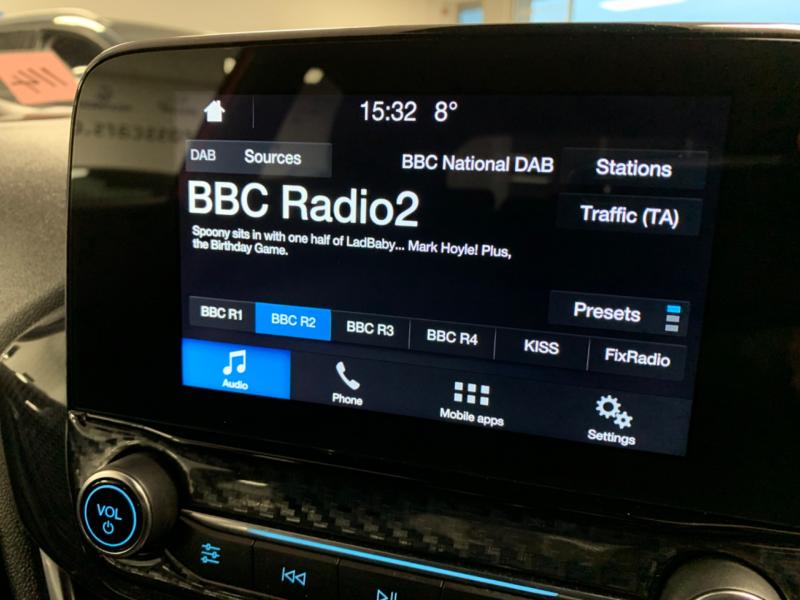 114
15:32 8°
DAB Sources BBC National DAB Stations
BBC Radio2 Traffic (TA)
Spoony sits in with one half of LadBaby... Mark Hoyle! Plus,
the Birthday Game.
Presets
BBC R1 BBC R2 BBC R3 BBC R4 KISS FixRadio
Audio Phone Mobile apps Settings
VOL